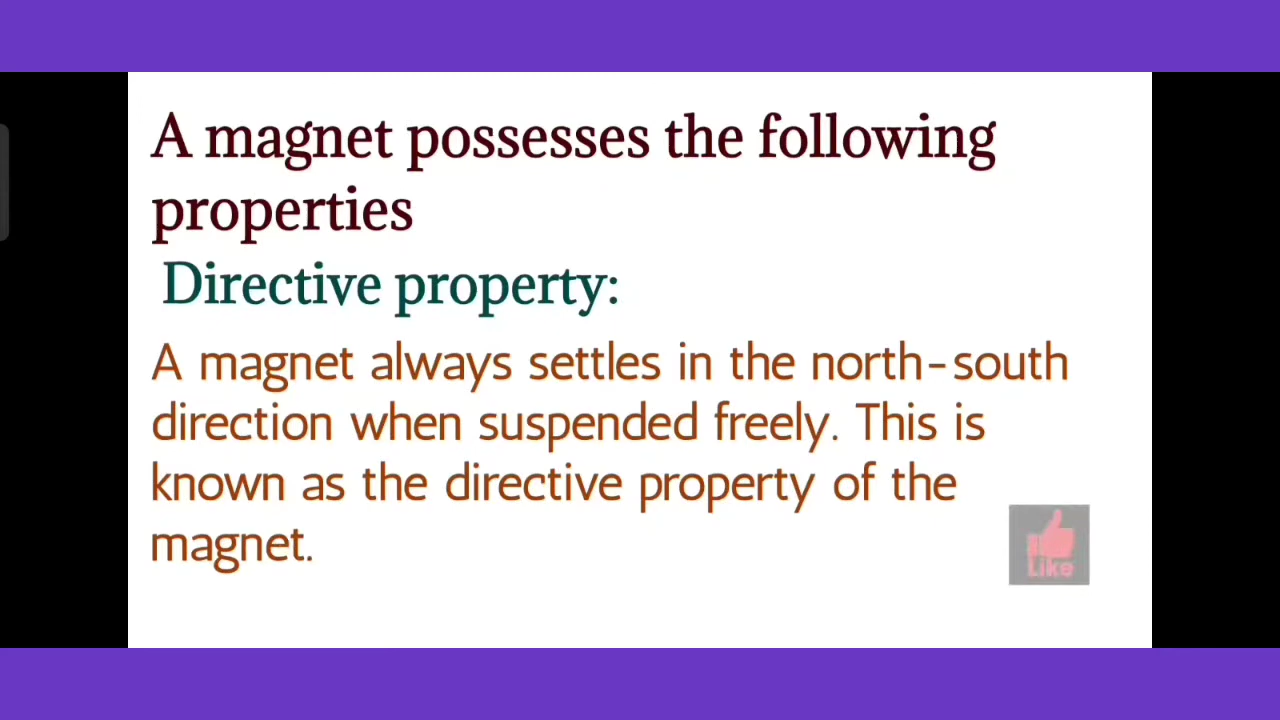 A magnet possesses the following
properties
Directive property:
A magnet always settles in the north-south
direction when suspended freely. This is
known as the directive property of the
magnet.
Like